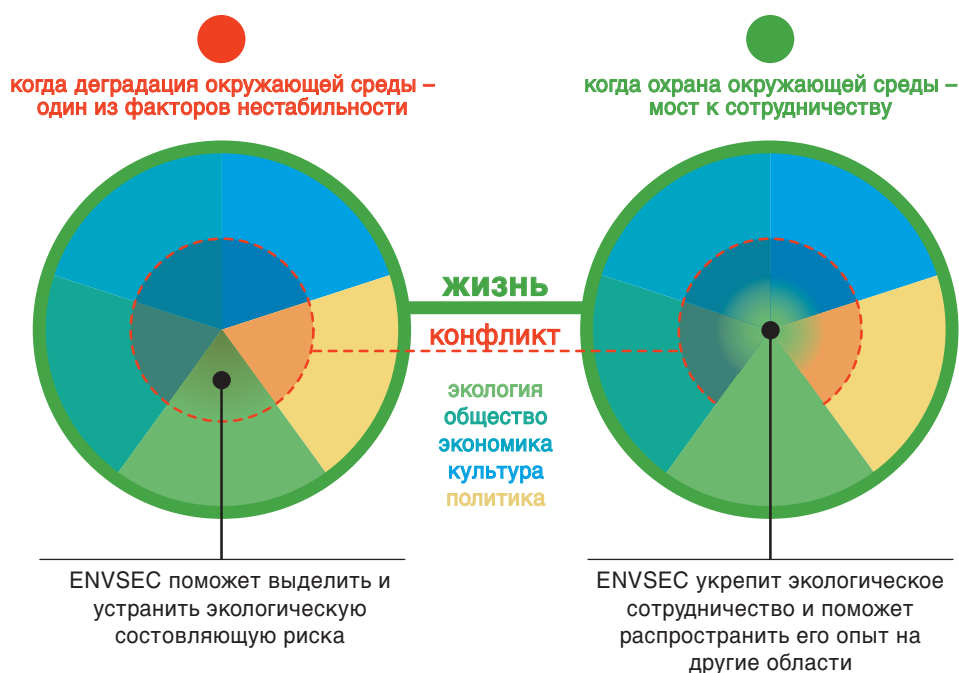 когда деградация окружающей среды –
один из факторов нестабильности
когда охрана окружающей среды –
мост к сотрудничеству
жизнь
конфликт
экология
общество
экономика
культура
политика
ENVSEC поможет выделить и
устранить экологическую
состовляющую риска
ENVSEC укрепит экологическое
сотрудничество и поможет
распространить его опыт на
другие области